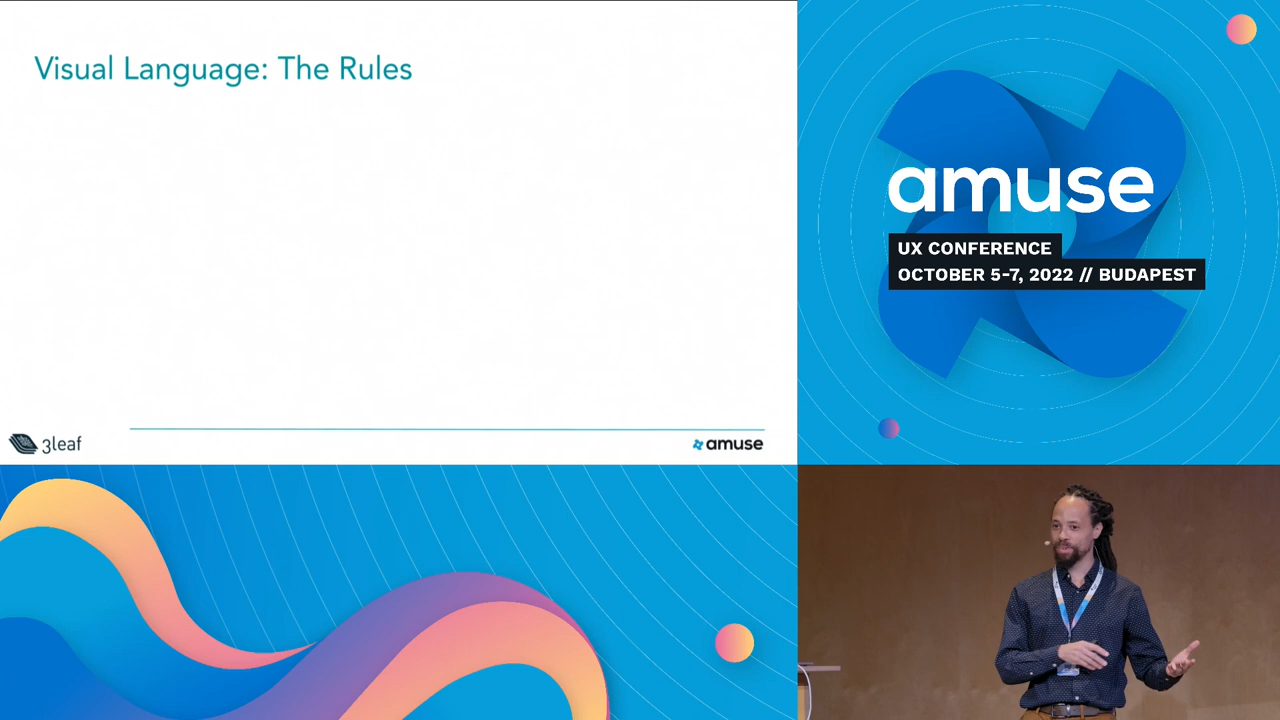 Visual Language: The Rules
3leaf
amuse
amuse
UX CONFERENCE
OCTOBER 5-7, 2022 // BUDAPEST